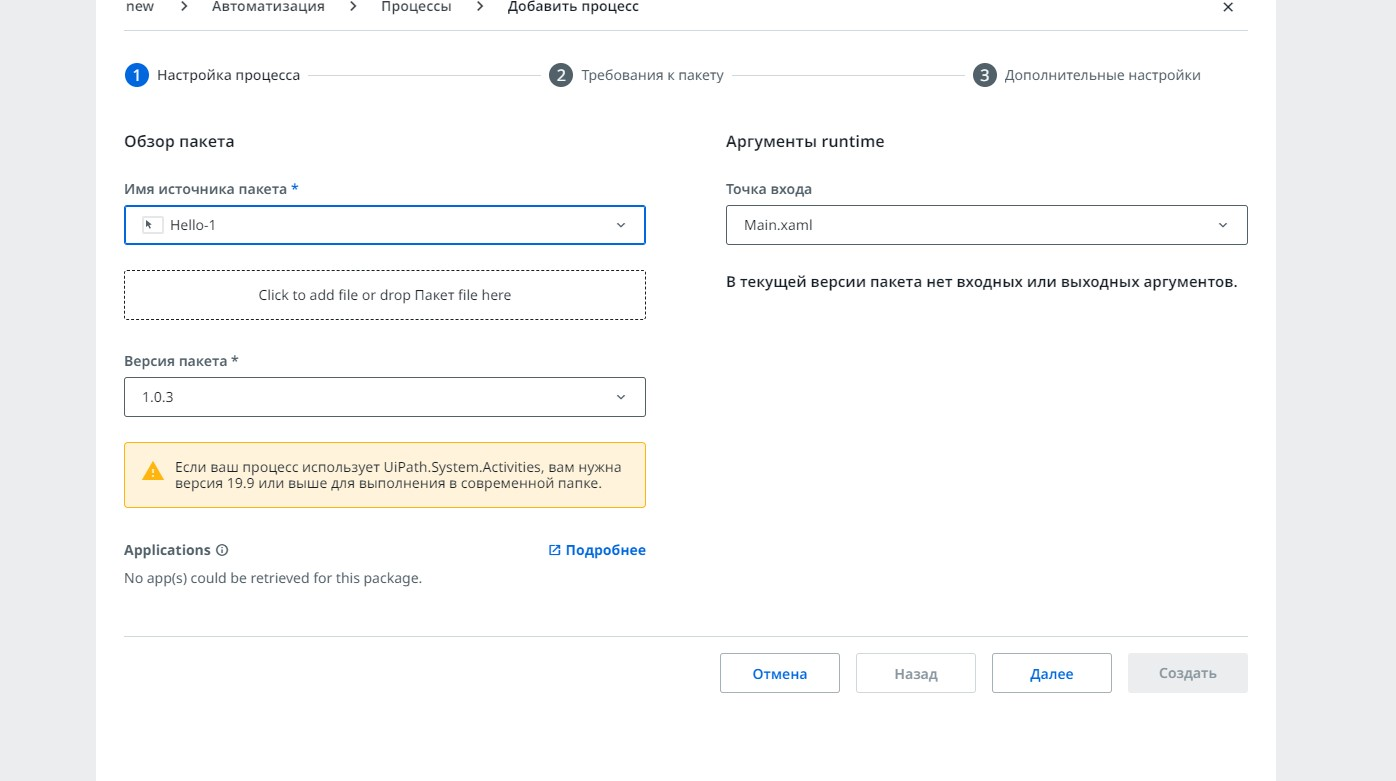 new > Автоматизация > Процессы > Добавить процесс ×
1 Настройка процесса 2 Требования к пакету 3 Дополнительные настройки
Обзор пакета
Имя источника пакета *
Hello-1
Click to add file or drop Пакет file here
Версия пакета *
1.0.3
Если ваш процесс использует UiPath.System.Activities, вам нужна
версия 19.9 или выше для выполнения в современной папке.
Applications Подробнее
No app(s) could be retrieved for this package.
Аргументы runtime
Точка входа
Main.xaml
В текущей версии пакета нет входных или выходных аргументов.
Отмена Назад Далее Создать